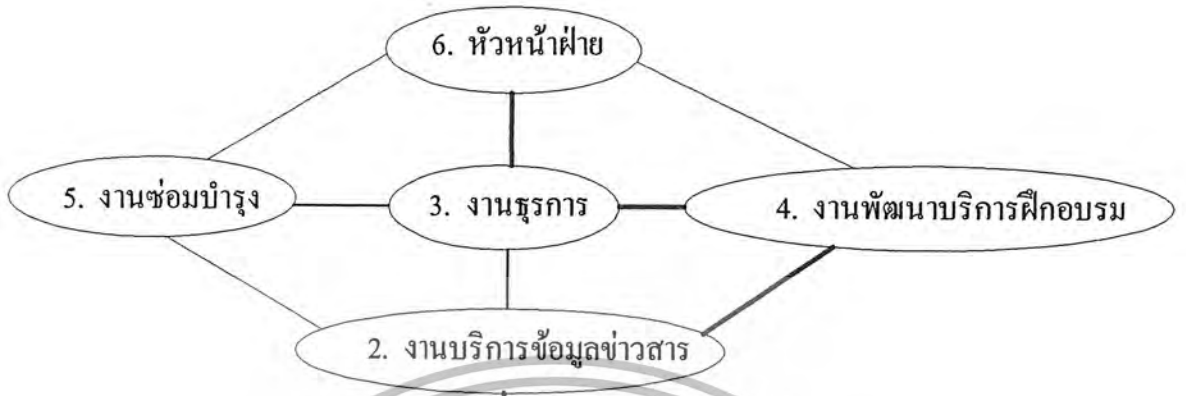 6. หัวหน้าฝ่าย
5. งานซ่อมบำรุง
3. งานธุรการ
4. งานพัฒนาบริการฝึกอบรม
2. งานบริการข้อมูลข่าวสาร